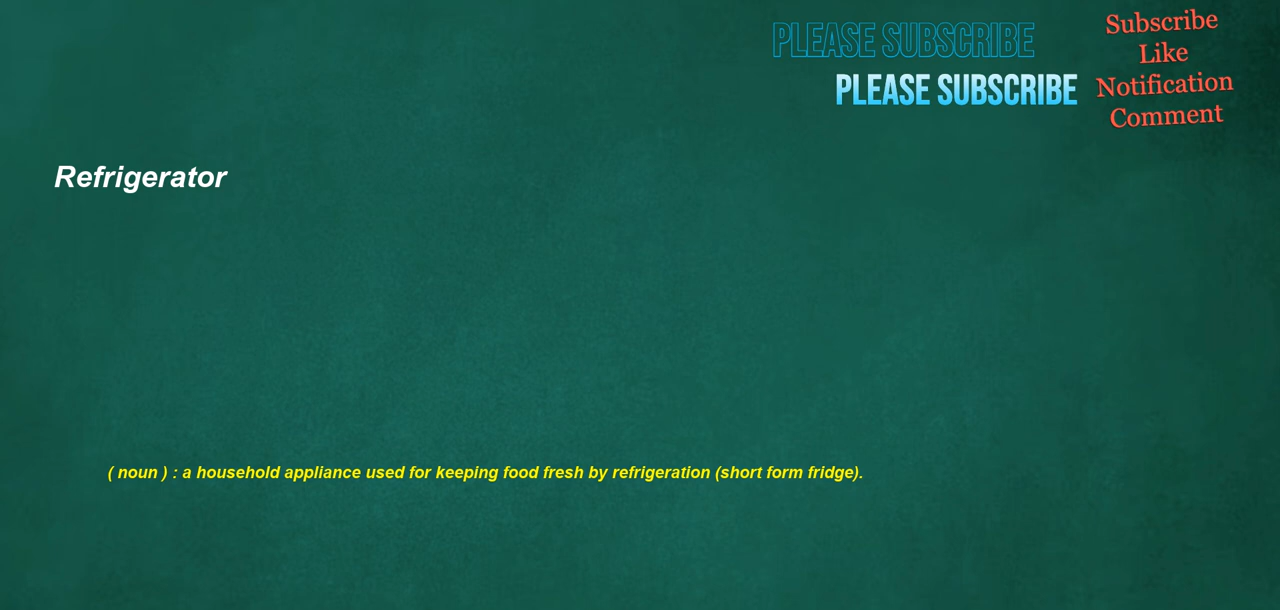 PLEASE SUBSCRIBE
PLEASE SUBSCRIBE
Subscribe
Like
Notification
Comment
Refrigerator
( noun ) : a household appliance used for keeping food fresh by refrigeration (short form fridge).